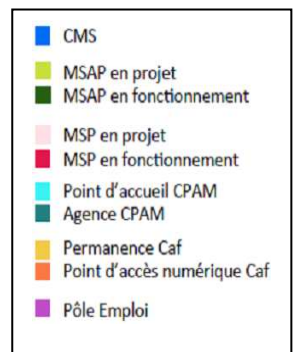 CMS
MSAP en projet
MSAP en fonctionnement
MSP en projet
MSP en fonctionnement
Point d'accueil CPAM
Agence CPAM
Permanence Caf
Point d'accès numérique Caf
Pôle Emploi